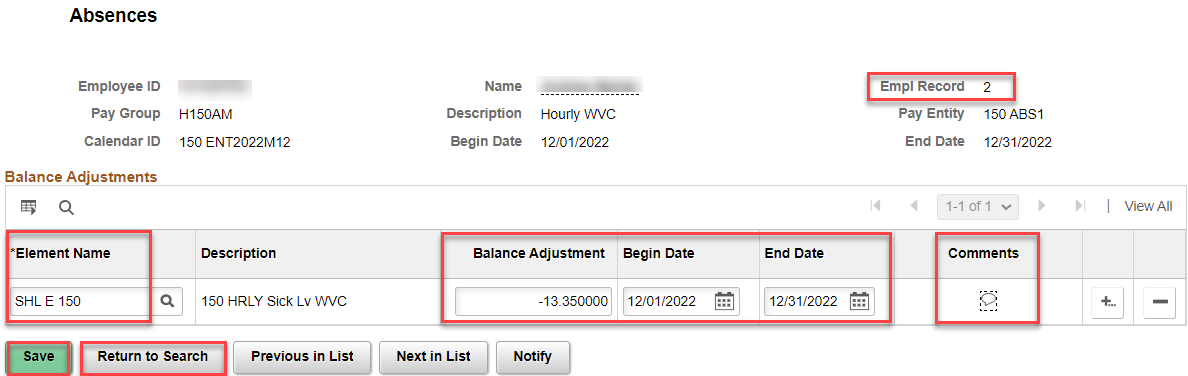 Absences
Employee ID Name Empl Record 2
Pay Group H150AM Description Hourly WVC Pay Entity 150 ABS1
Calendar ID 150 ENT2022M12 Begin Date 12/01/2022 End Date 12/31/2022
Balance Adjustments
1-1 of 1 | View All
*Element Name Description Balance Adjustment Begin Date End Date Comments
SHL E 150 150 HRLY Sick Lv WVC -13.350000 12/01/2022 12/31/2022
Save Return to Search Previous in List Next in List Notify